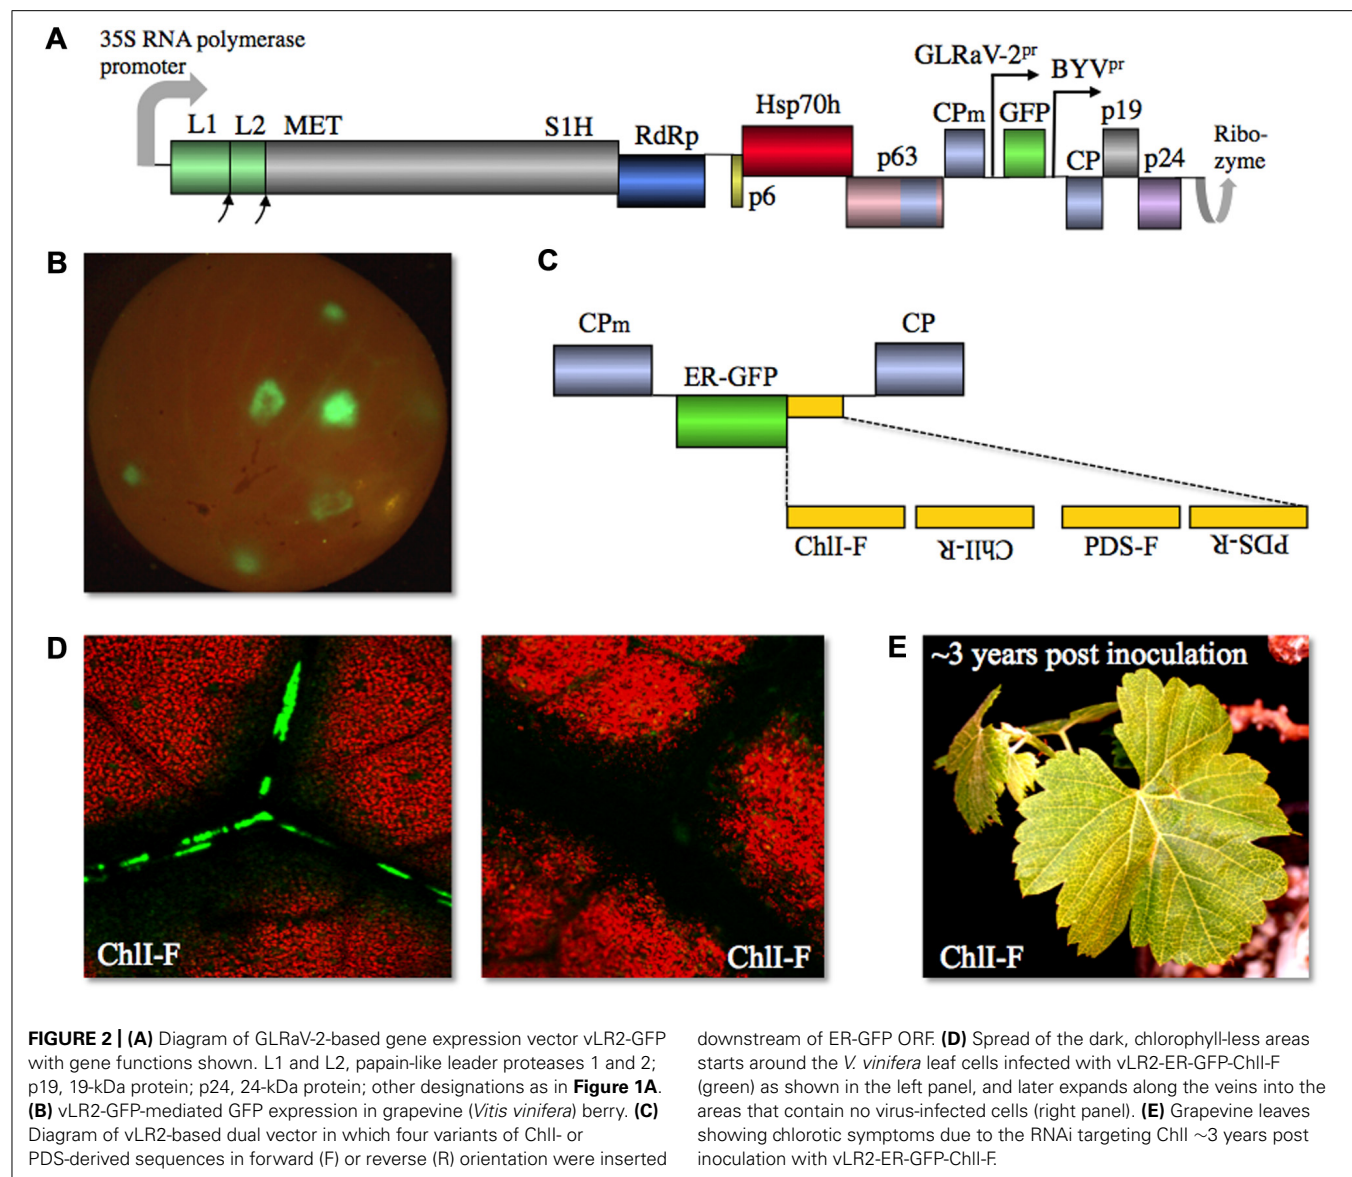 A
35S RNA polymerase
promoter
L1
L2
MET
S1H
RdRp
p6
Hsp70h
p63
CPm
GLRaV-2pr
GFP
BYVpr
CP
p19
p24
Ribo-
zyme
B
C
CPm
ER-GFP
CP
ChlI-F
ChlI-R
PDS-F
PDS-R
D
ChlI-F
ChlI-F
E
~3 years post inoculation
ChlI-F
FIGURE 2 | (A) Diagram of GLRaV-2-based gene expression vector vLR2-GFP
with gene functions shown. L1 and L2, papain-like leader proteases 1 and 2;
p19, 19-kDa protein; p24, 24-kDa protein; other designations as in Figure 1A.
(B) vLR2-GFP-mediated GFP expression in grapevine (Vitis vinifera) berry. (C)
Diagram of vLR2-based dual vector in which four variants of ChlI- or
PDS-derived sequences in forward (F) or reverse (R) orientation were inserted
downstream of ER-GFP ORF. (D) Spread of the dark, chlorophyll-less areas
starts around the V. vinifera leaf cells infected with vLR2-ER-GFP-ChlI-F
(green) as shown in the left panel, and later expands along the veins into the
areas that contain no virus-infected cells (right panel). (E) Grapevine leaves
showing chlorotic symptoms due to the RNAi targeting ChlI ~3 years post
inoculation with vLR2-ER-GFP-ChlI-F.